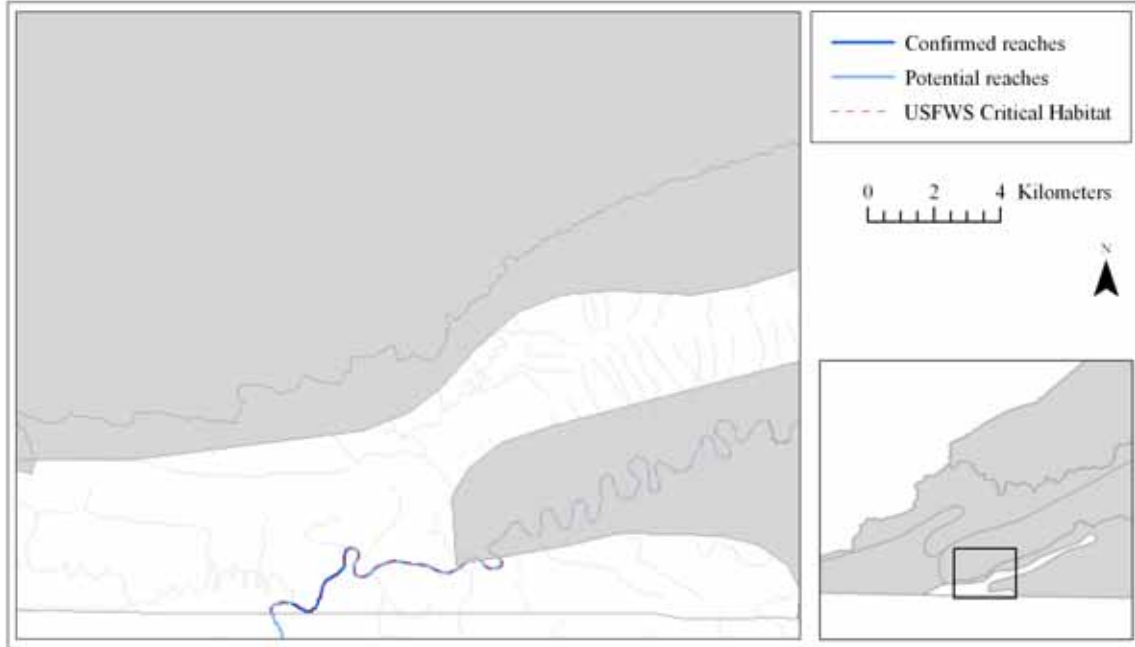 Confirmed reaches
Potential reaches
USFWS Critical Habitat
0 2 4 Kilometers
N